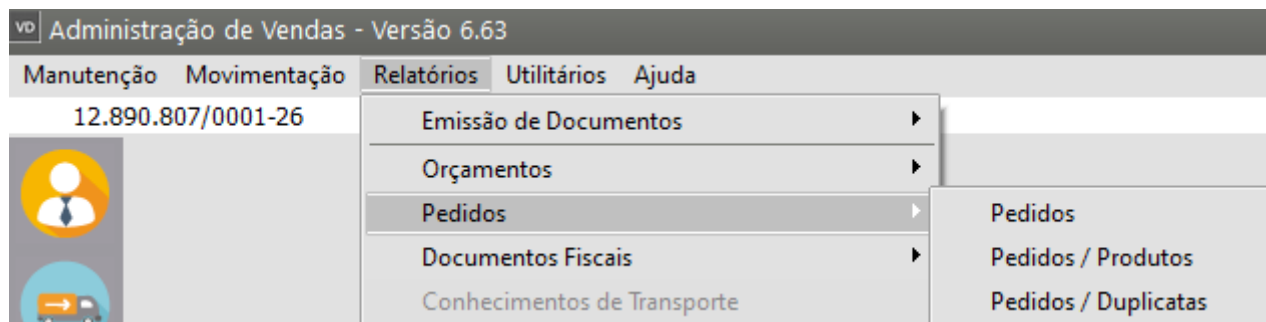 VD Administração de Vendas - Versão 6.63
Manutenção Movimentação Relatórios Utilitários Ajuda
12.890.807/0001-26
Emissão de Documentos
Orçamentos
Pedidos
Pedidos
Documentos Fiscais
Pedidos / Produtos
Conhecimentos de Transporte
Pedidos / Duplicatas